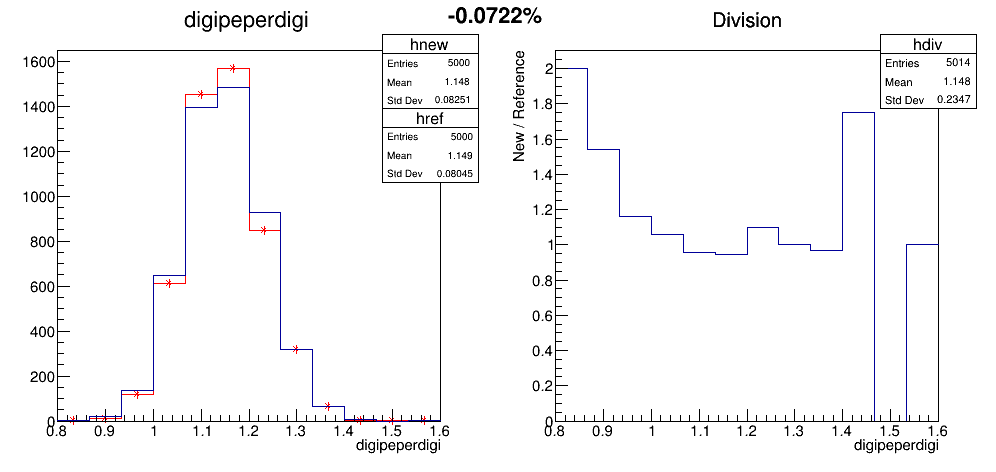 -0.0722%
digipeperdigi
hnew
Entries 5000
Mean 1.148
Std Dev 0.08251
href
Entries 5000
Mean 1.149
Std Dev 0.08045
1600
1400
1200
1000
800
600
400
200
0
0.8 0.9 1 1.1 1.2 1.3 1.4 1.5 1.6
digipeperdigi
Division
hdiv
Entries 5014
Mean 1.148
Std Dev 0.2347
New / Reference
2
1.8
1.6
1.4
1.2
1
0.8
0.6
0.4
0.2
0
0.8 0.9 1 1.1 1.2 1.3 1.4 1.5 1.6
digipeperdigi